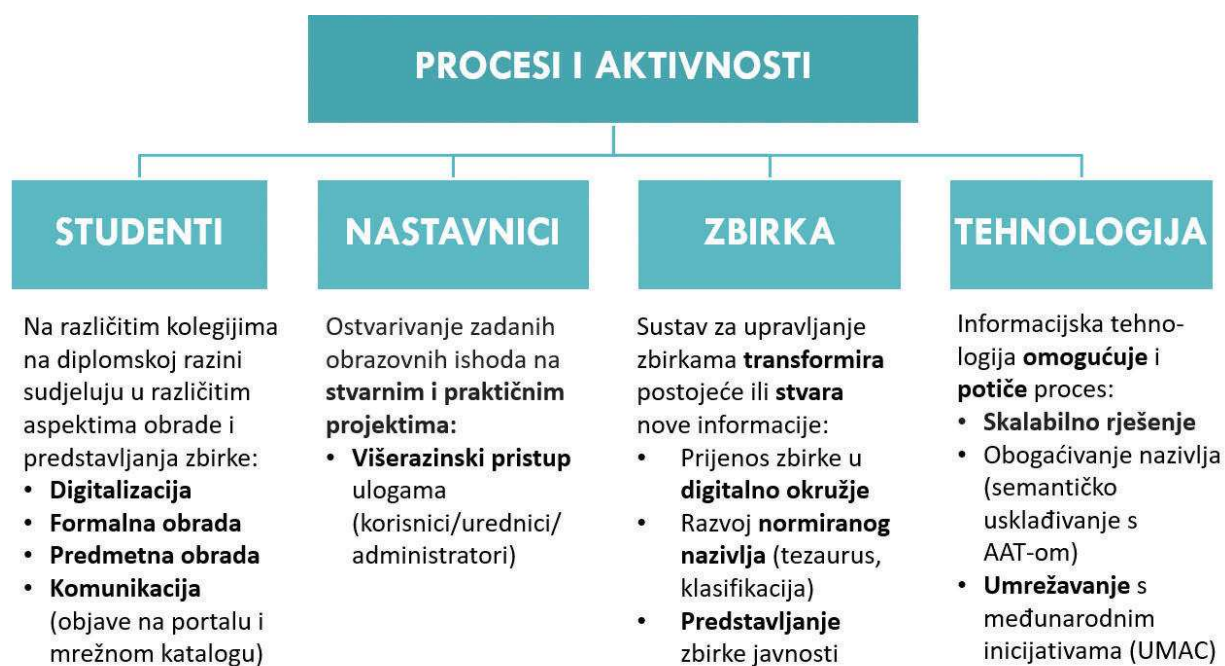 PROCESI I AKTIVNOSTI
STUDENTI
Na različitim kolegijima
na diplomskoj razini
sudjeluju u različitim
aspektima obrade i
predstavljanja zbirke:
• Digitalizacija
• Formalna obrada
• Predmetna obrada
• Komunikacija
(objave na portalu i
mrežnom katalogu)
NASTAVNICI
Ostvarivanje zadanih
obrazovnih ishoda na
stvarnim i praktičnim
projektima:
• Višerazinski pristup
ulogama
(korisnici/urednici/
administratori)
ZBIRKA
Sustav za upravljanje
zbirkama transformira
postojeće ili stvara
nove informacije:
• Prijenos zbirke u
digitalno okružje
• Razvoj normiranog
nazivlja (tezaurus,
klasifikacija)
• Predstavljanje
zbirke javnosti
TEHNOLOGIJA
Informacijska tehno-
logija omogućuje i
potiče proces:
• Skalabilno rješenje
• Obogaćivanje nazivlja
(semantičko
usklađivanje s
AAT-om)
• Umrežavanje s
međunarodnim
inicijativama (UMAC)